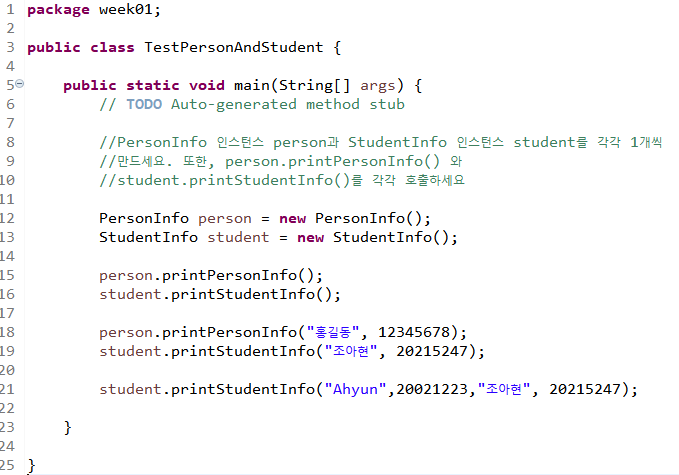 1 package week01;
2
3 public class TestPersonAndStudent {
4
5 public static void main(String[] args) {
6 // TODO Auto-generated method stub
7
8 //PersonInfo 인스턴스 person과 StudentInfo 인스턴스 student를 각각 1개씩
9 //만드세요. 또한, person.printPersonInfo() 와
10 //student.printStudentInfo()를 각각 호출하세요
11
12 PersonInfo person = new PersonInfo();
13 StudentInfo student = new StudentInfo();
14
15 person.printPersonInfo();
16 student.printStudentInfo();
17
18 person.printPersonInfo("홍길동", 12345678);
19 student.printStudentInfo("조아현", 20215247);
20
21 student.printStudentInfo("Ahyun",20021223,"조아현", 20215247);
22
23 }
24
25 }